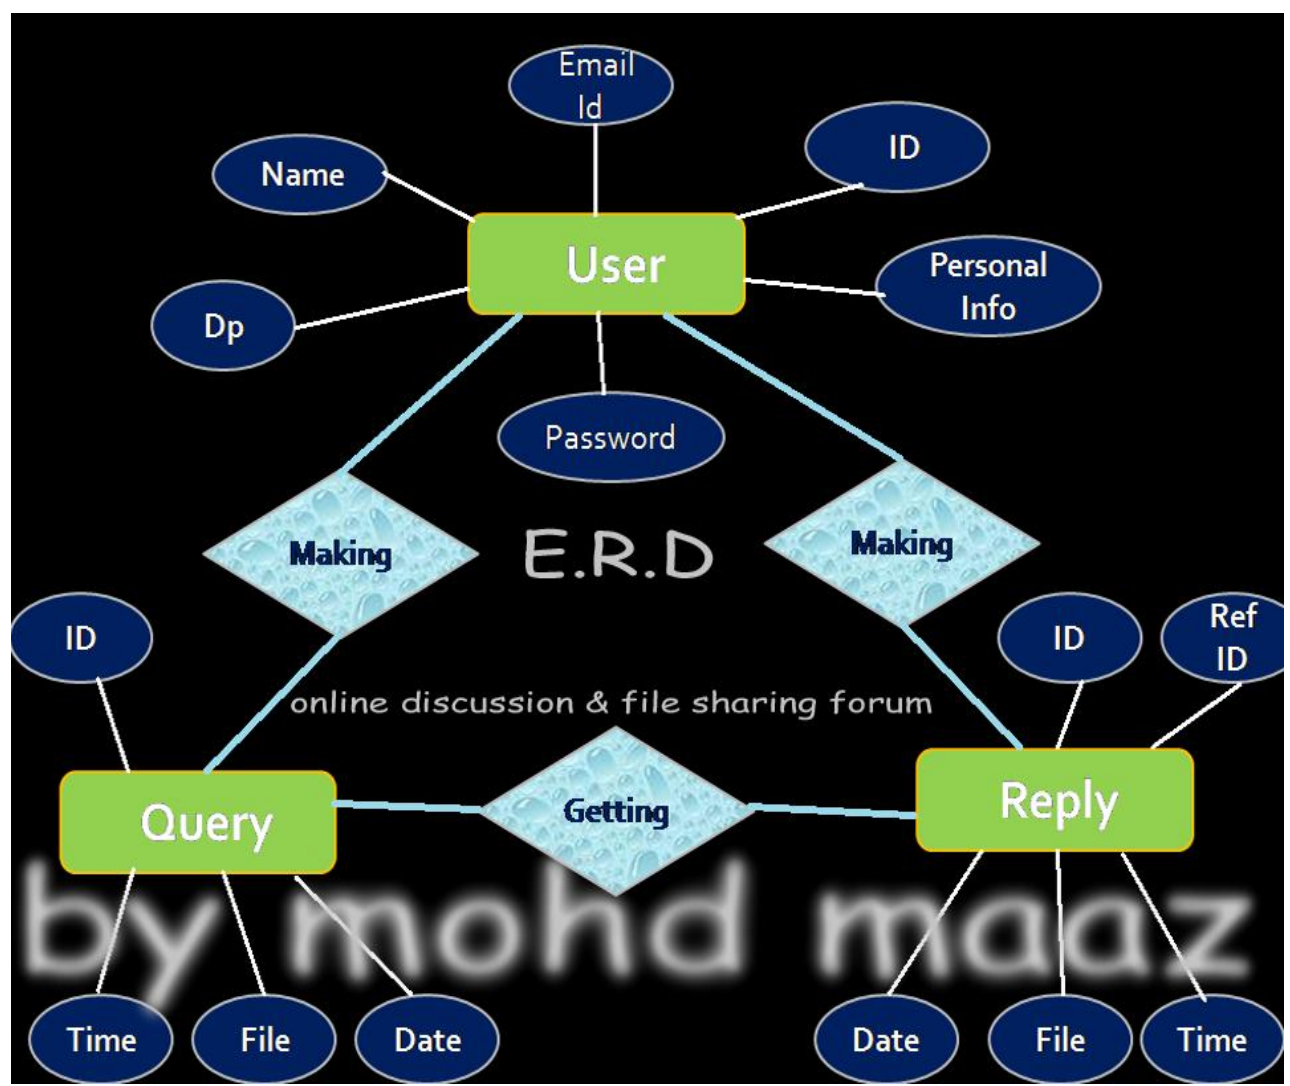 Email
Id
ID
Name
User
Personal
Info
Dp
Password
Making
E.R.D
Making
ID
ID
Ref
ID
online discussion & file sharing forum
Getting
Query
Reply
by mohd maaz
Time
File
Date
Date
File
Time